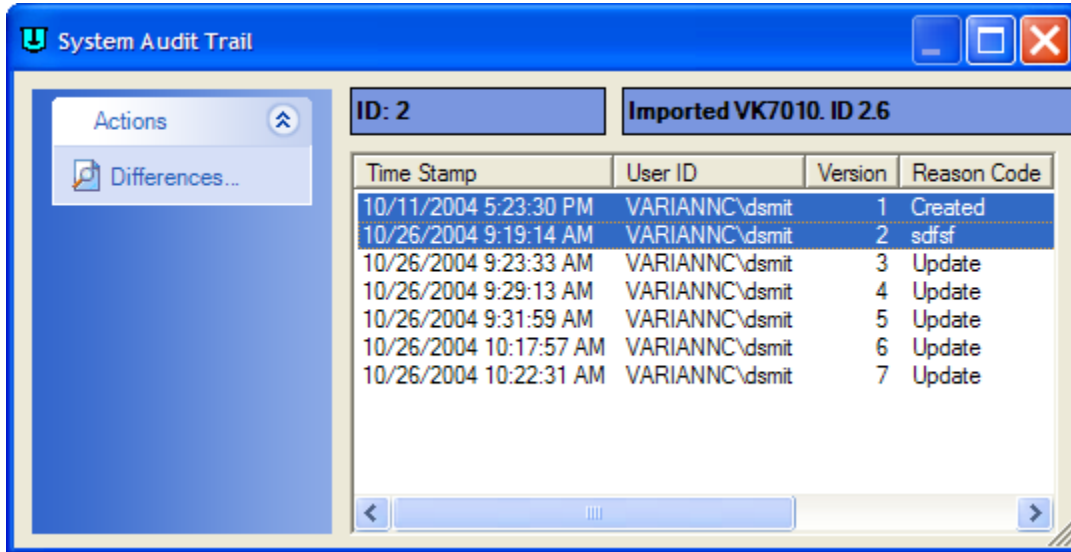 System Audit Trail
Actions
Differences...
ID: 2 Imported VK7010. ID 2.6
Time Stamp User ID Version Reason Code
10/11/2004 5:23:30 PM VARIANNC\dsmit 1 Created
10/26/2004 9:19:14 AM VARIANNC\dsmit 2 sdfsf
10/26/2004 9:23:33 AM VARIANNC\dsmit 3 Update
10/26/2004 9:29:13 AM VARIANNC\dsmit 4 Update
10/26/2004 9:31:59 AM VARIANNC\dsmit 5 Update
10/26/2004 10:17:57 AM VARIANNC\dsmit 6 Update
10/26/2004 10:22:31 AM VARIANNC\dsmit 7 Update